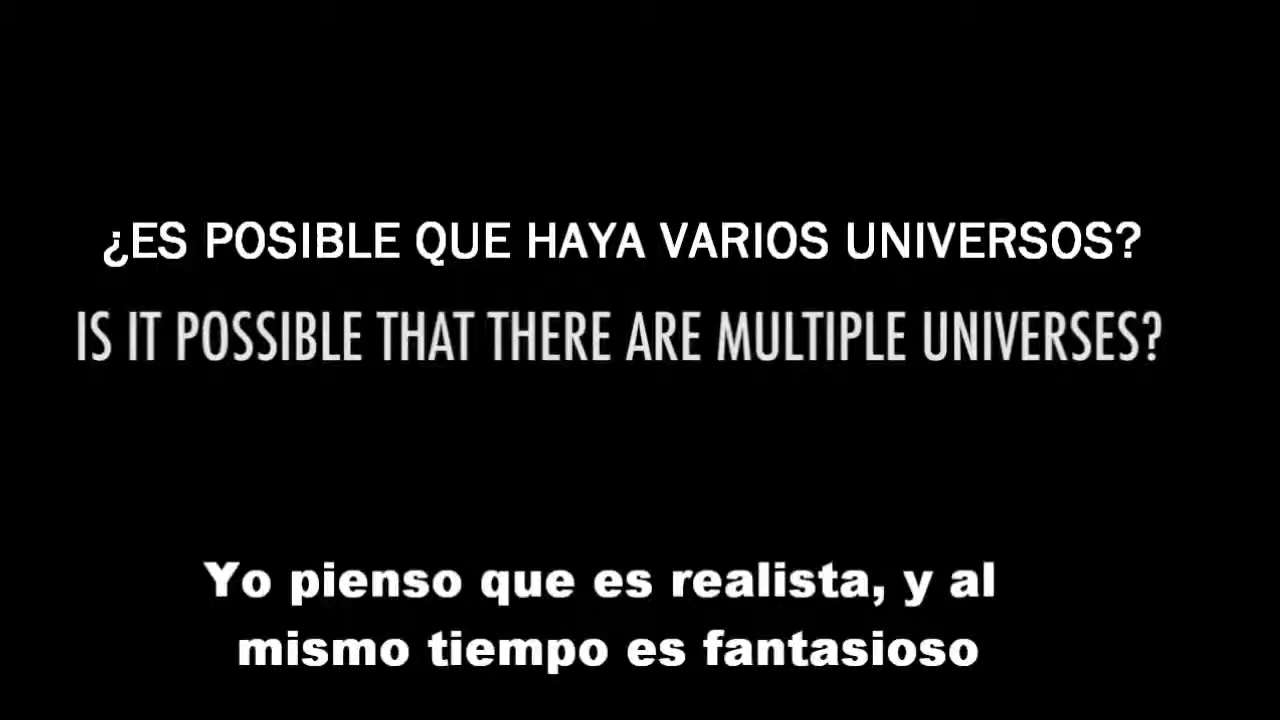 ¿ES POSIBLE QUE HAYA VARIOS UNIVERSOS?
IS IT POSSIBLE THAT THERE ARE MULTIPLE UNIVERSES?
Yo pienso que es realista, y al
mismo tiempo es fantasioso